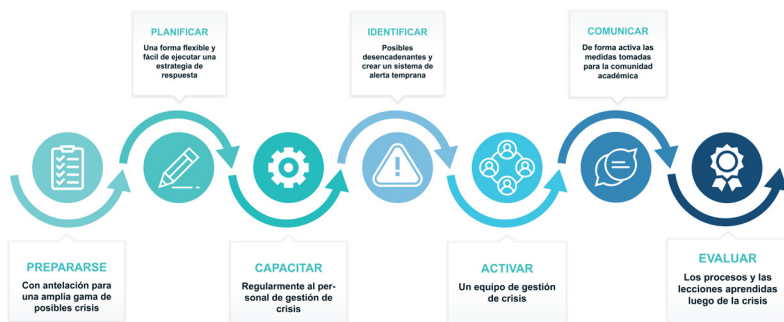 PREPARARSE
Con antelación para
una amplia gama de
posibles crisis
PLANIFICAR
Una forma flexible y
fácil de ejecutar una
estrategia de
respuesta
CAPACITAR
Regularmente al per-
sonal de gestión de
crisis
IDENTIFICAR
Posibles
desencadenantes y
crear un sistema de
alerta temprana
ACTIVAR
Un equipo de gestión
de crisis
COMUNICAR
De forma activa las
medidas tomadas
para la comunidad
académica
EVALUAR
Los procesos y las
lecciones aprendidas
luego de la crisis